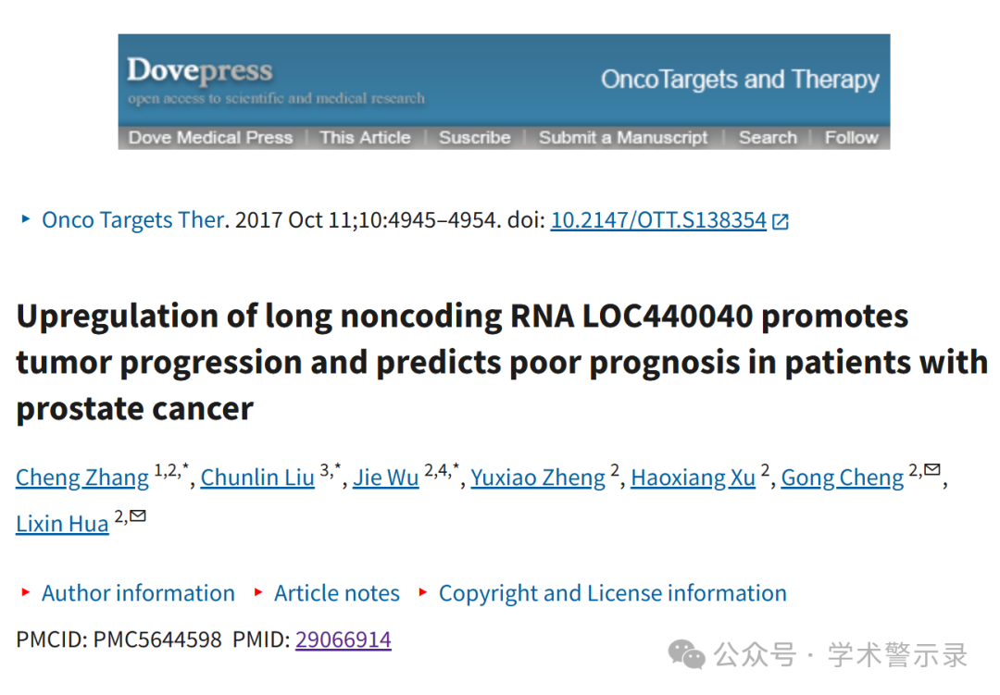 Dovepress
open access to scientific and medical research
OncoTargets and Therapy
Dove Medical Press | This Article | Suscribe | Submit a Manuscript | Search | Follow
Onco Targets Ther. 2017 Oct 11;10:4945–4954. doi: 10.2147/OTT.S138354
Upregulation of long noncoding RNA LOC440040 promotes
tumor progression and predicts poor prognosis in patients with
prostate cancer
Cheng Zhang 1,2,*, Chunlin Liu 3,*, Jie Wu 2,4,*, Yuxiao Zheng 2, Haoxiang Xu 2, Gong Cheng 2,✉,
Lixin Hua 2,✉
Author information ▸ Article notes ▸ Copyright and License information
PMCID: PMC5644598 PMID: 29066914
公众号 · 学术警示录